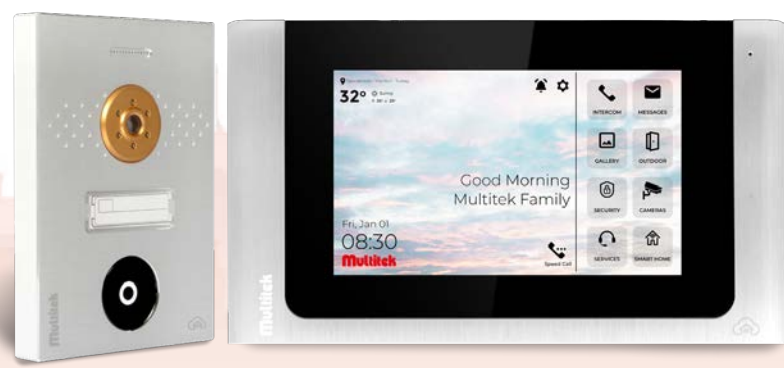 Multitek
32°
Sunny
INTERCOM
MESSAGES
GALLERY
OUTDOOR
Good Morning
Multitek Family
SECURITY
CAMERAS
Fri, Jan 01
08:30
Multitek
Speed Call
SERVICES
SMART HOME
Multitek